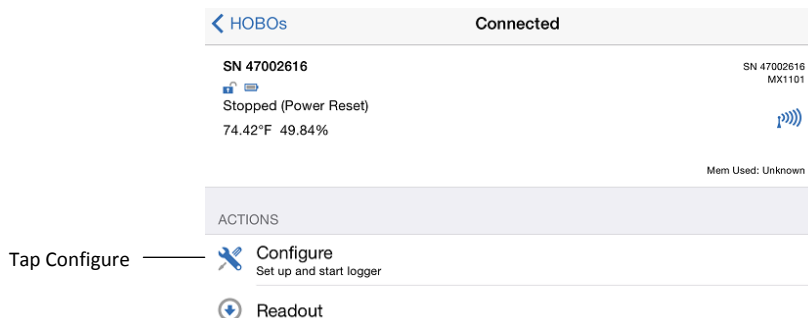 HOBOs
Connected
SN 47002616
SN 47002616
MX1101
Stopped (Power Reset)
74.42°F 49.84%
Mem Used: Unknown
ACTIONS
Tap Configure
Configure
Set up and start logger
Readout